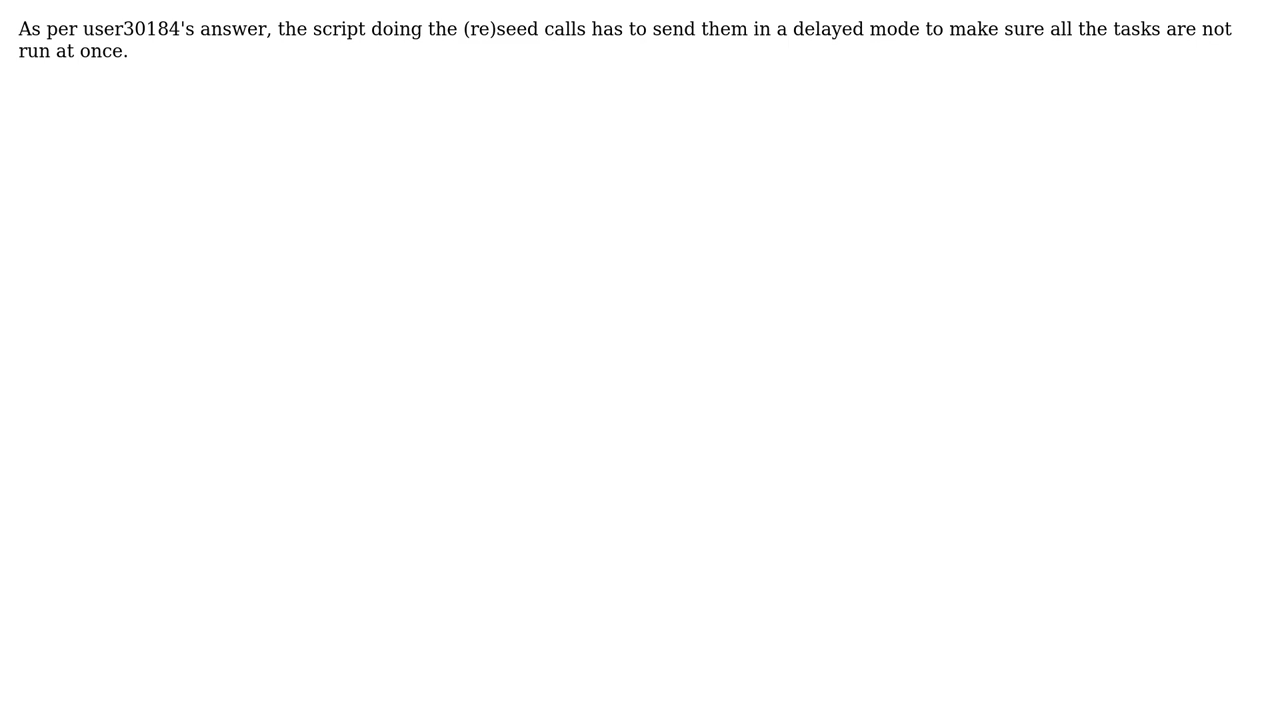 As per user30184's answer, the script doing the (re)seed calls has to send them in a delayed mode to make sure all the tasks are not
run at once.